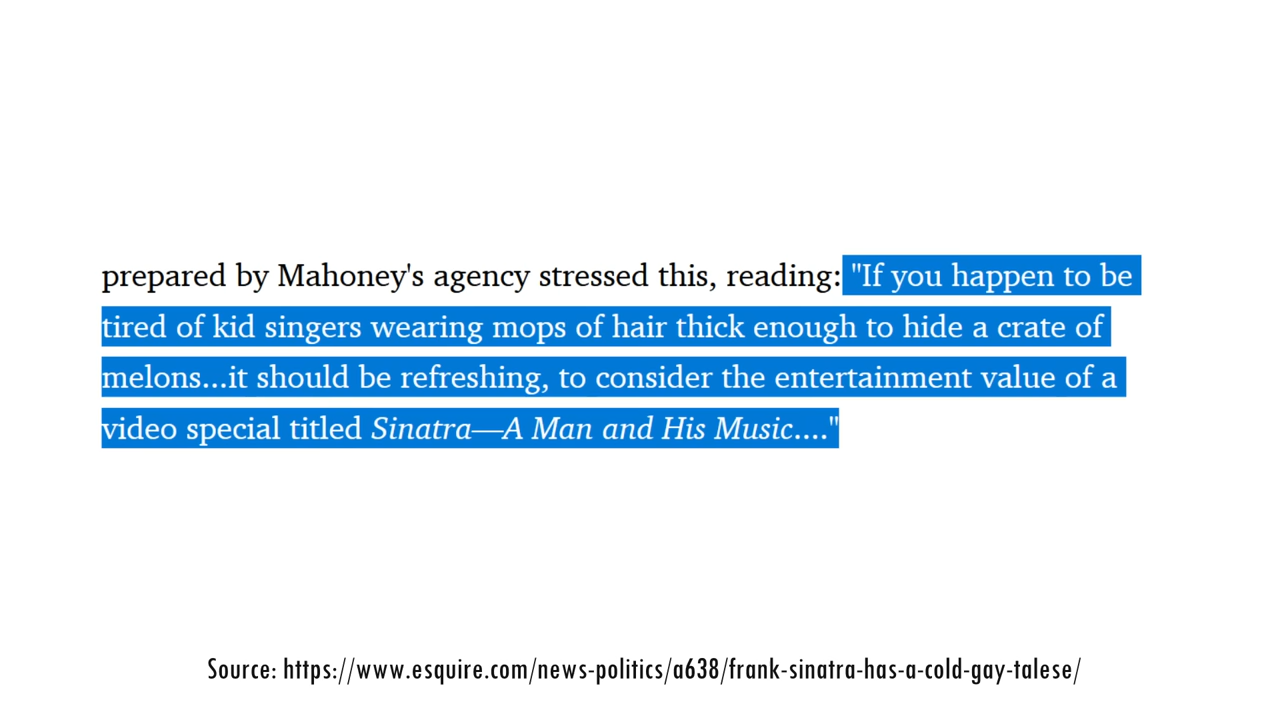 prepared by Mahoney's agency stressed this, reading: "If you happen to be
tired of kid singers wearing mops of hair thick enough to hide a crate of
melons...it should be refreshing, to consider the entertainment value of a
video special titled Sinatra—A Man and His Music...."
Source: https://www.esquire.com/news-politics/a638/frank-sinatra-has-a-cold-gay-talese/